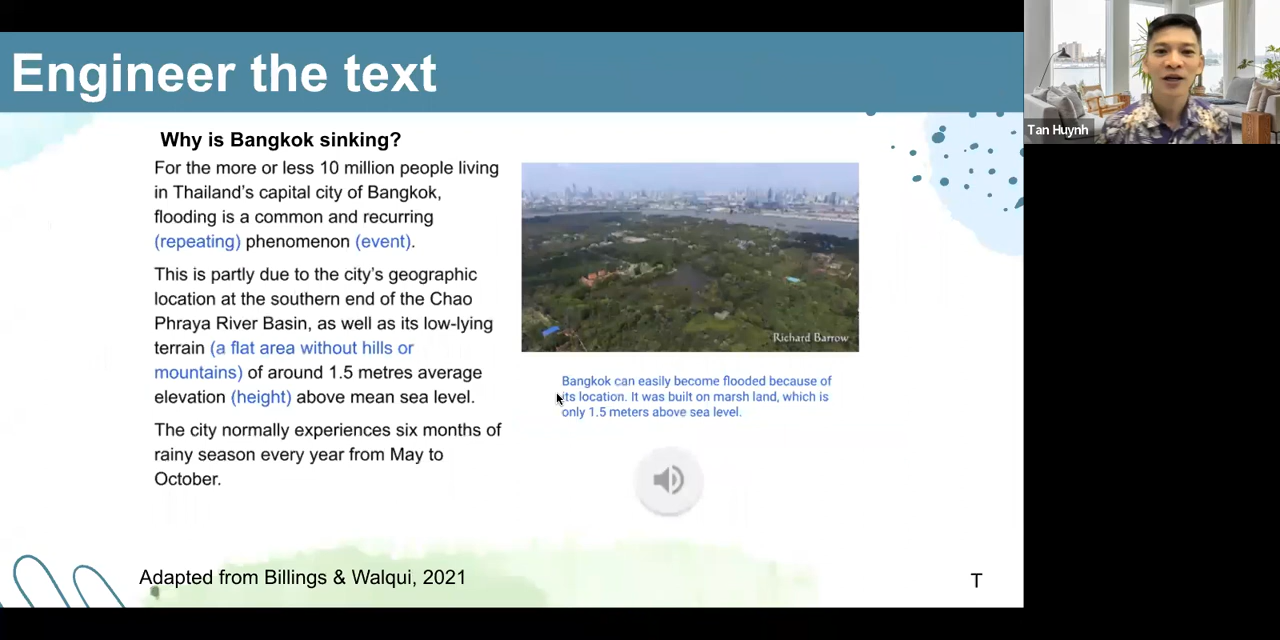 Engineer the text
Tan Huynh
Why is Bangkok sinking?
For the more or less 10 million people living
in Thailand's capital city of Bangkok,
flooding is a common and recurring
(repeating) phenomenon (event).
This is partly due to the city's geographic
location at the southern end of the Chao
Phraya River Basin, as well as its low-lying
terrain (a flat area without hills or
mountains) of around 1.5 metres average
elevation (height) above mean sea level.
The city normally experiences six months of
rainy season every year from May to
October.
Richard Barrow
Bangkok can easily become flooded because of
its location. It was built on marsh land, which is
only 1.5 meters above sea level.
Adapted from Billings & Walqui, 2021
T